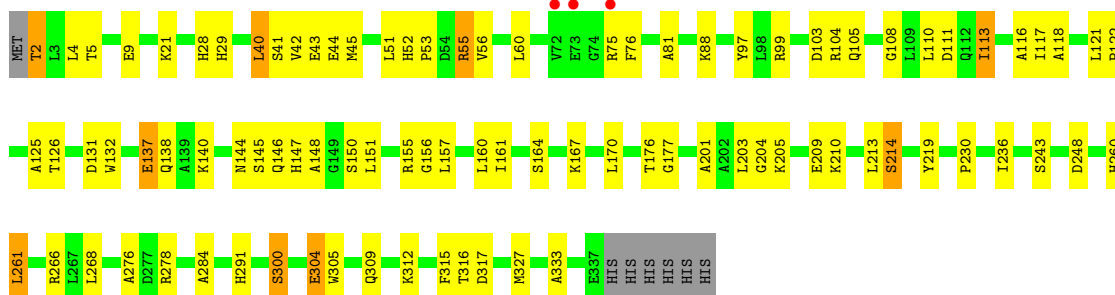 MET T2 L3 L4 T5 E9 K21 H28 H29 L40 S41 V42 E43 E44 M45 L51 H52 P53 D54 R55 V56 L60 V72 E73 G74 R75 F76 A81 K88 Y97 L98 R99 D103 R104 Q105 G108 L109 L110 D111 Q112 I113 A116 I117 A118 L121
A125 T126 D131 W132 E137 Q138 A139 K140 N144 S145 Q146 H147 A148 G149 S150 L151 R155 G156 L157 L160 I161 S164 K167 L170 T176 G177 A201 A202 L203 G204 K205 E209 K210 L213 S214 Y219 P230 I236 S243 D248 H260
L261 R266 L267 L268 A276 D277 R278 A284 H291 S300 E304 W305 Q309 K312 F315 T316 D317 M327 A333 E337 HIS HIS HIS HIS HIS HIS